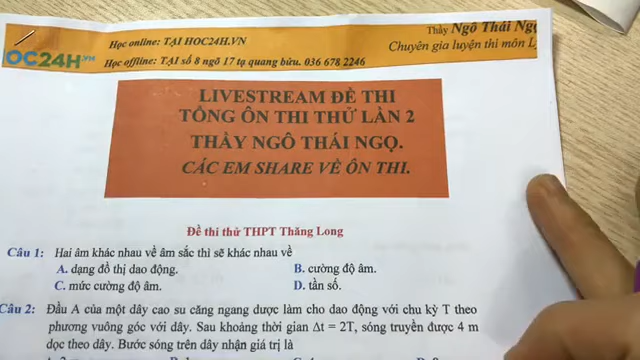 OC24H.VN
Học online: TẠI HOC24H.VN
Học offline: TẠI số 8 ngõ 17 tạ quang bửu. 036 678 2246
Thầy Ngô Thái Ngọ
Chuyên gia luyện thi môn
LIVESTREAM ĐỀ THI
TỔNG ÔN THI THỬ LẦN 2
THẦY NGÔ THÁI NGỌ.
CÁC EM SHARE VỀ ÔN THI.
Đề thi thử THPT Thăng Long
Câu 1: Hai âm khác nhau về âm sắc thì sẽ khác nhau về
A. dạng đồ thị dao động. B. cường độ âm.
C. mức cường độ âm. D. tần số.
Câu 2: Đầu A của một dây cao su căng ngang được làm cho dao động với chu kỳ T theo
phương vuông góc với dây. Sau khoảng thời gian Δt = 2T, sóng truyền được 4 m
dọc theo dây. Bước sóng trên dây nhận giá trị là